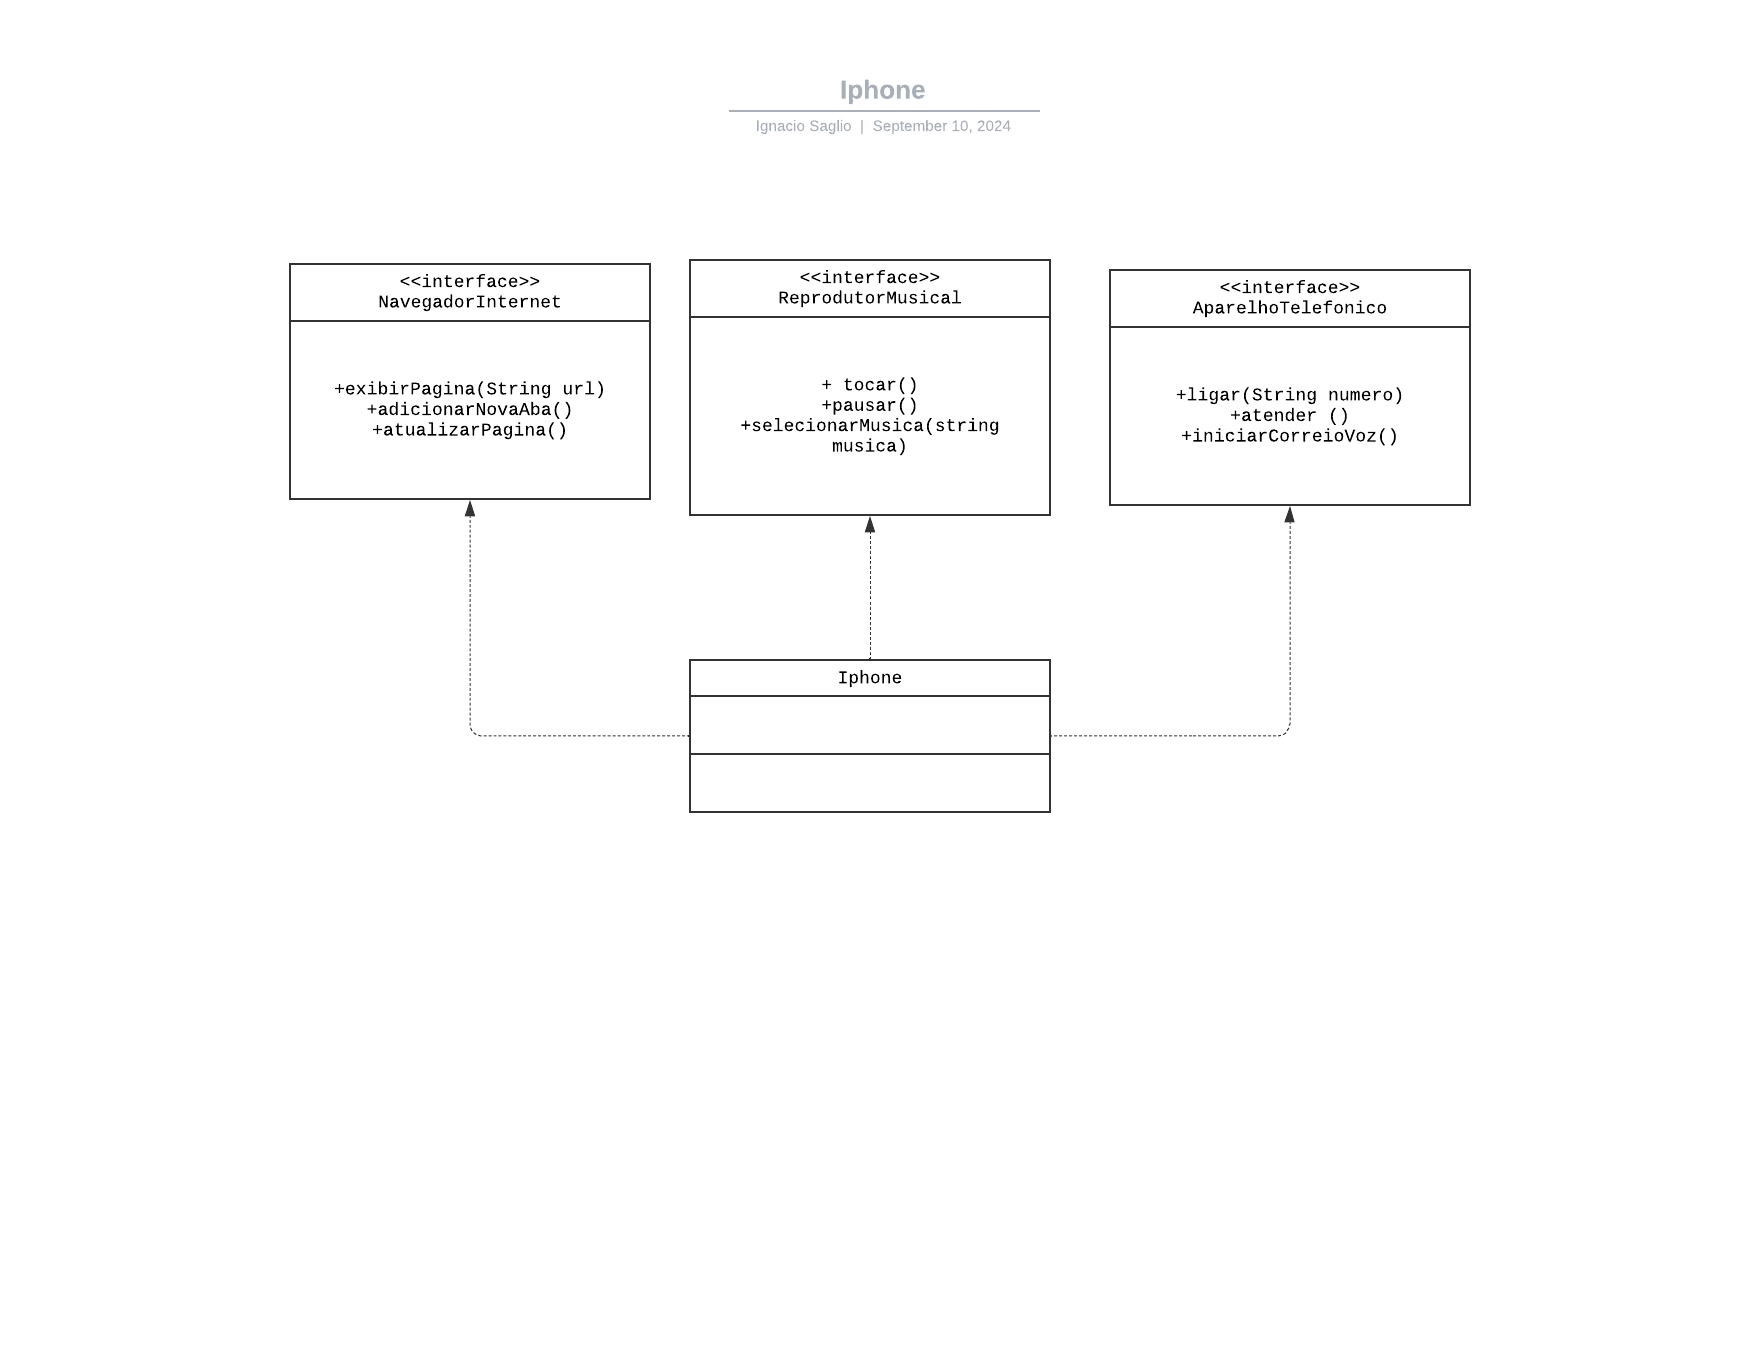 Iphone
Ignacio Saglio | September 10, 2024
<<interface>>
NavegadorInternet
+exibirPagina(String url)
+adicionarNovaAba()
+atualizarPagina()
<<interface>>
ReprodutorMusical
+ tocar()
+pausar()
+selecionarMusica(string
musica)
<<interface>>
AparelhoTelefonico
+ligar(String numero)
+atender ()
+iniciarCorreioVoz()
Iphone